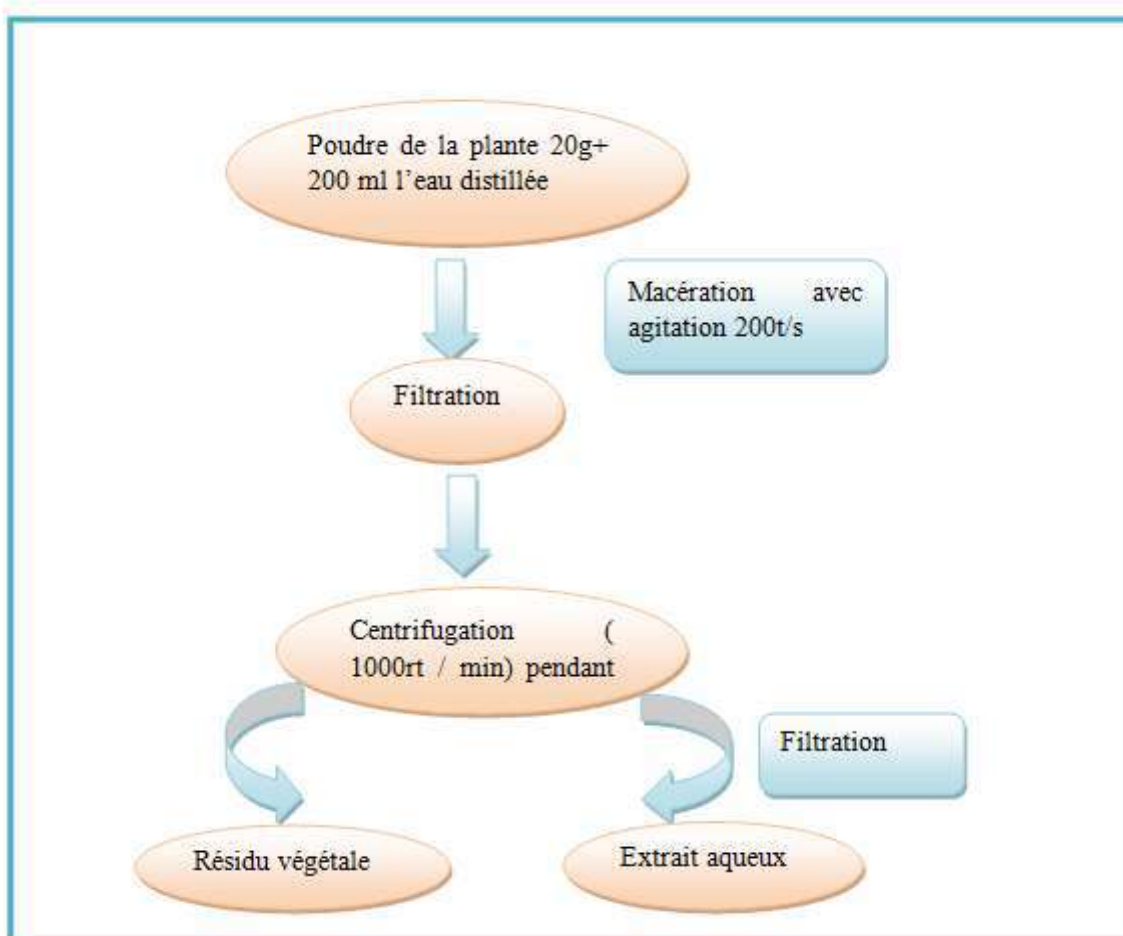 Poudre de la plante 20g+
200 ml l’eau distillée
Macération avec
agitation 200t/s
Filtration
Centrifugation (
1000rt / min) pendant
Filtration
Résidu végétale
Extrait aqueux